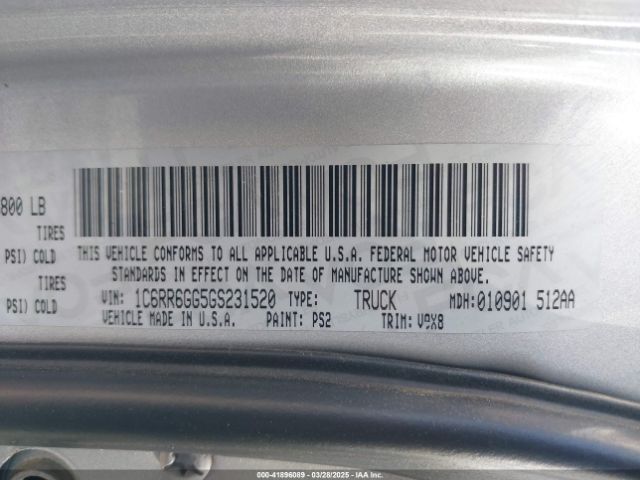 800 LB
TIRES
PSI) COLD
TIRES
PSI) COLD
THIS VEHICLE CONFORMS TO ALL APPLICABLE U.S.A. FEDERAL MOTOR VEHICLE SAFETY
STANDARDS IN EFFECT ON THE DATE OF MANUFACTURE SHOWN ABOVE.
VIN: 1C6RR6GG5GS231520 TYPE: TRUCK MDH:010901 512AA
VEHICLE MADE IN U.S.A. PAINT: PS2 TRIM: V9X8
000-41896089 03/28/2025 © COPYRIGHT IAA